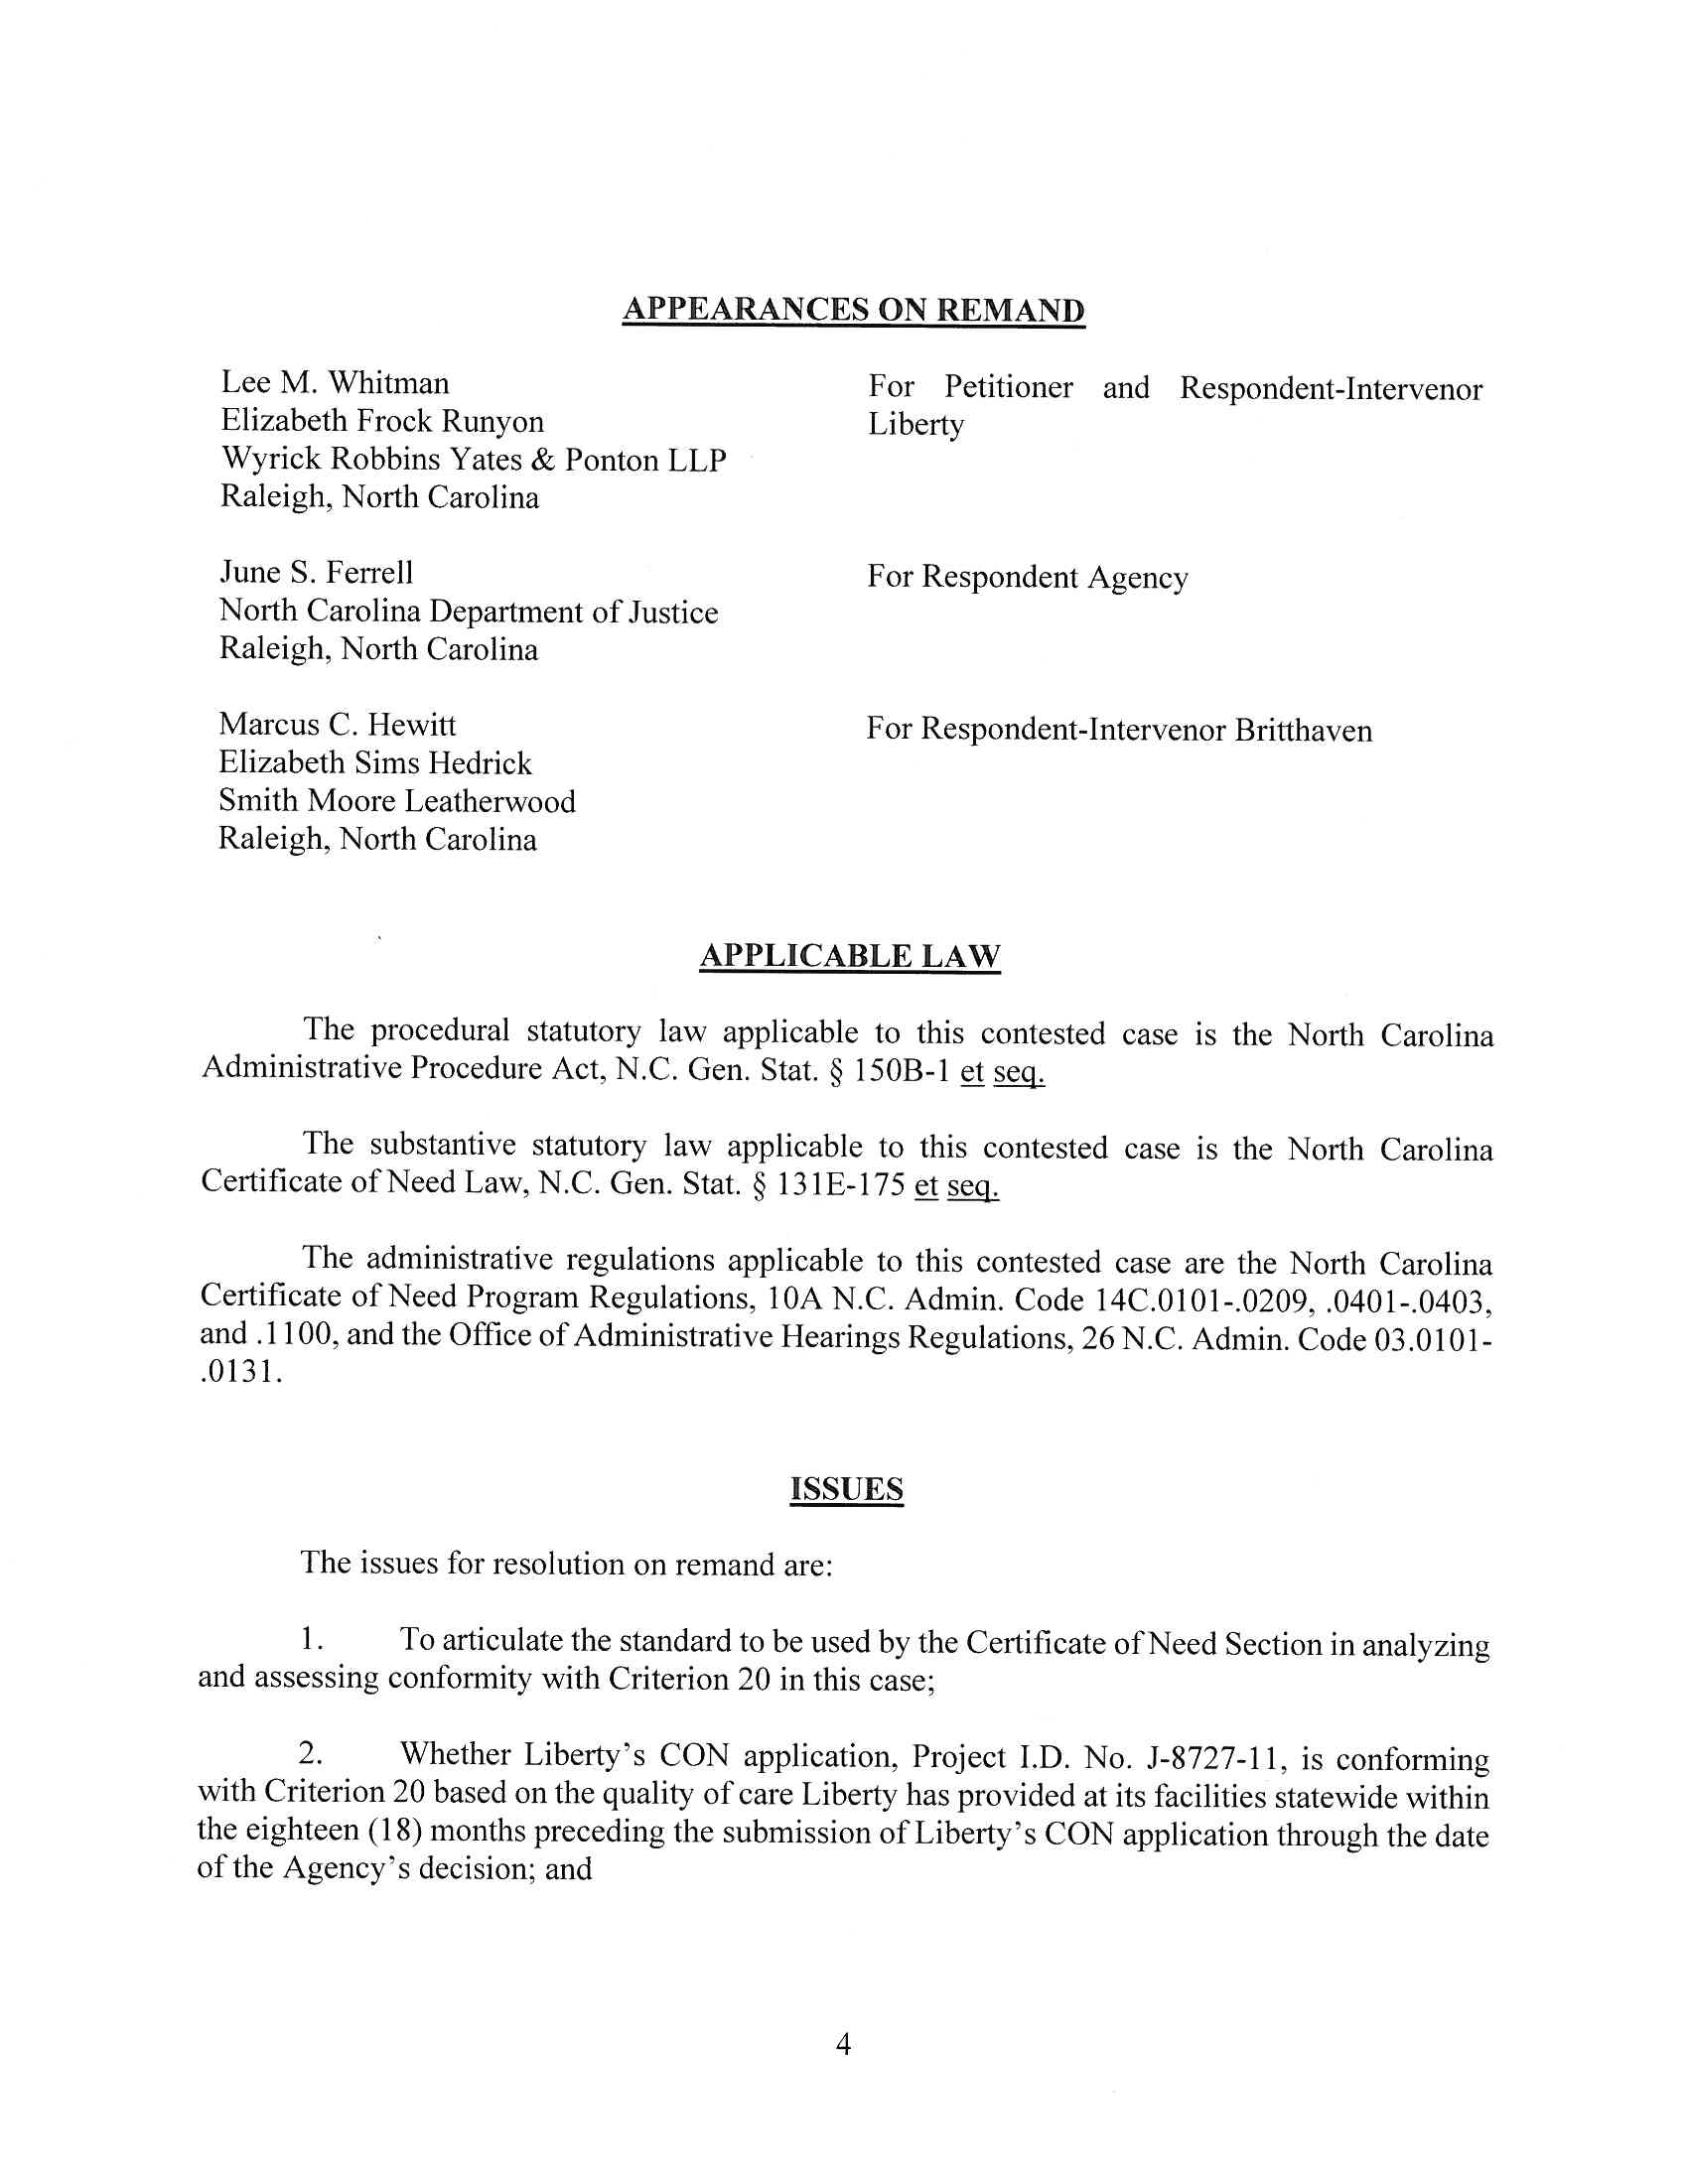 APPEARANCES ON REMAND
Lee M. Whitman
Elizabeth Frock Runyon
Wyrick Robbins Yates & Ponton LLP
Raleigh, North Carolina
For Petitioner and Respondent-Intervenor
Liberty
June S. Ferrell
North Carolina Department of Justice
Raleigh, North Carolina
For Respondent Agency
Marcus C. Hewitt
Elizabeth Sims Hedrick
Smith Moore Leatherwood
Raleigh, North Carolina
For Respondent-Intervenor Britthaven
APPLICABLE LAW
The procedural statutory law applicable to this contested case is the North Carolina
Administrative Procedure Act, N.C. Gen. Stat. § 150B-1 et seq.
The substantive statutory law applicable to this contested case is the North Carolina
Certificate of Need Law, N.C. Gen. Stat. § 131E-175 et seq.
The administrative regulations applicable to this contested case are the North Carolina
Certificate of Need Program Regulations, 10A N.C. Admin. Code 14C.0101-.0209, .0401-.0403,
and .1100, and the Office of Administrative Hearings Regulations, 26 N.C. Admin. Code 03.0101-
.0131.
ISSUES
The issues for resolution on remand are:
1. To articulate the standard to be used by the Certificate of Need Section in analyzing
and assessing conformity with Criterion 20 in this case;
2. Whether Liberty's CON application, Project I.D. No. J-8727-11, is conforming
with Criterion 20 based on the quality of care Liberty has provided at its facilities statewide within
the eighteen (18) months preceding the submission of Liberty's CON application through the date
of the Agency's decision; and
4